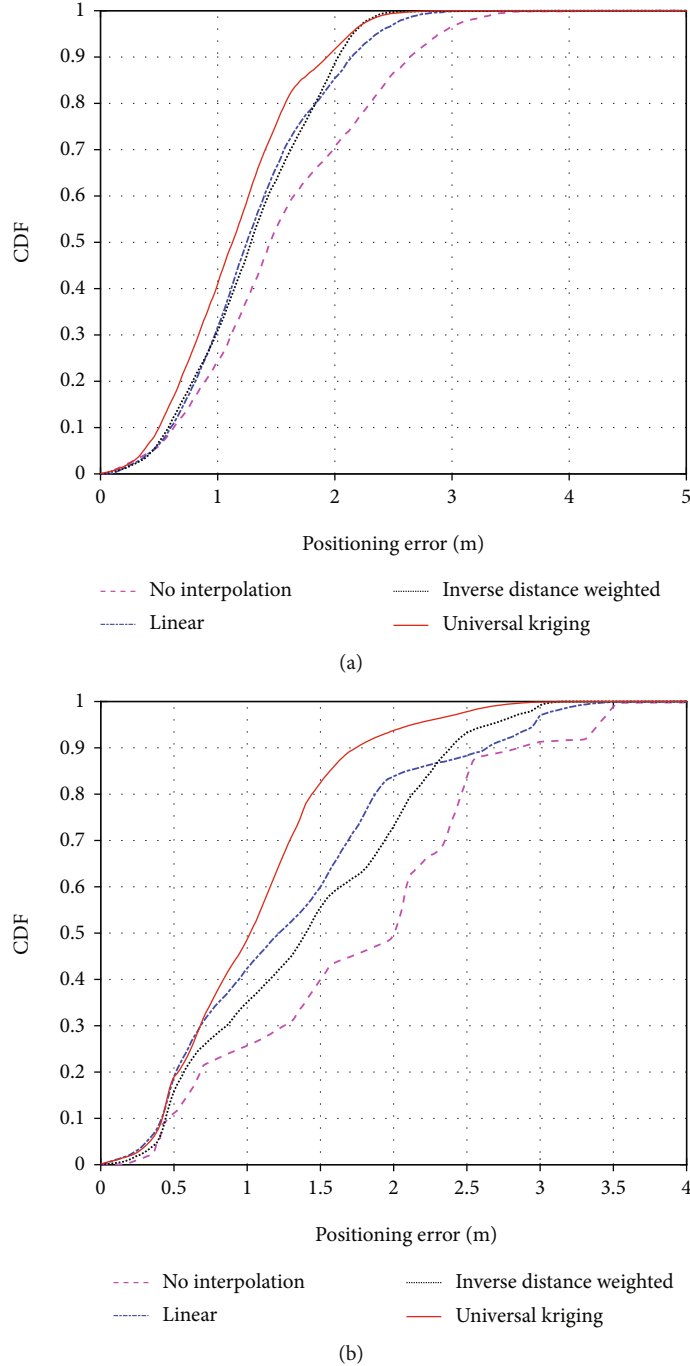 1
0.9
0.8
0.7
0.6
0.5
0.4
0.3
0.2
0.1
0
CDF
0 1 2 3 4 5
Positioning error (m)
No interpolation Inverse distance weighted
Linear Universal kriging
(a)
1
0.9
0.8
0.7
0.6
0.5
0.4
0.3
0.2
0.1
0
CDF
0 0.5 1 1.5 2 2.5 3 3.5 4
Positioning error (m)
No interpolation Inverse distance weighted
Linear Universal kriging
(b)